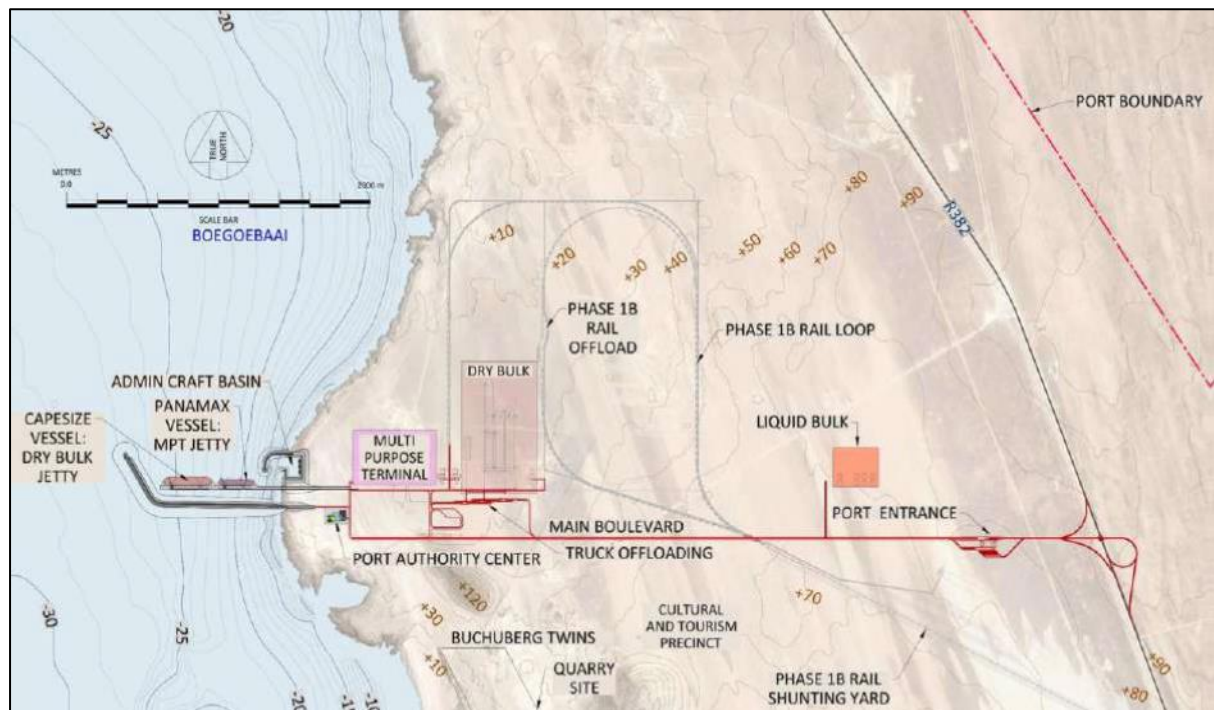 -20
-25
TRUE
NORTH
METRES
0.0
2000 m
SCALE BAR
BOEGOEBAAI
PORT BOUNDARY
+80
+90
R382
+10
+20
+30
+40
+50
+60
+70
PHASE 1B
RAIL
OFFLOAD
PHASE 1B RAIL LOOP
DRY BULK
ADMIN CRAFT BASIN
PANAMAX
VESSEL:
MPT JETTY
CAPESIZE
VESSEL:
DRY BULK
JETTY
MULTI
PURPOSE
TERMINAL
LIQUID BULK
PORT ENTRANCE
MAIN BOULEVARD
TRUCK OFFLOADING
PORT AUTHORITY CENTER
+120
+30
+10
BUCHUBERG TWINS
QUARRY
SITE
CULTURAL
AND TOURISM
PRECINCT
+70
PHASE 1B RAIL
SHUNTING YARD
+90
+80
-30
-25
-20